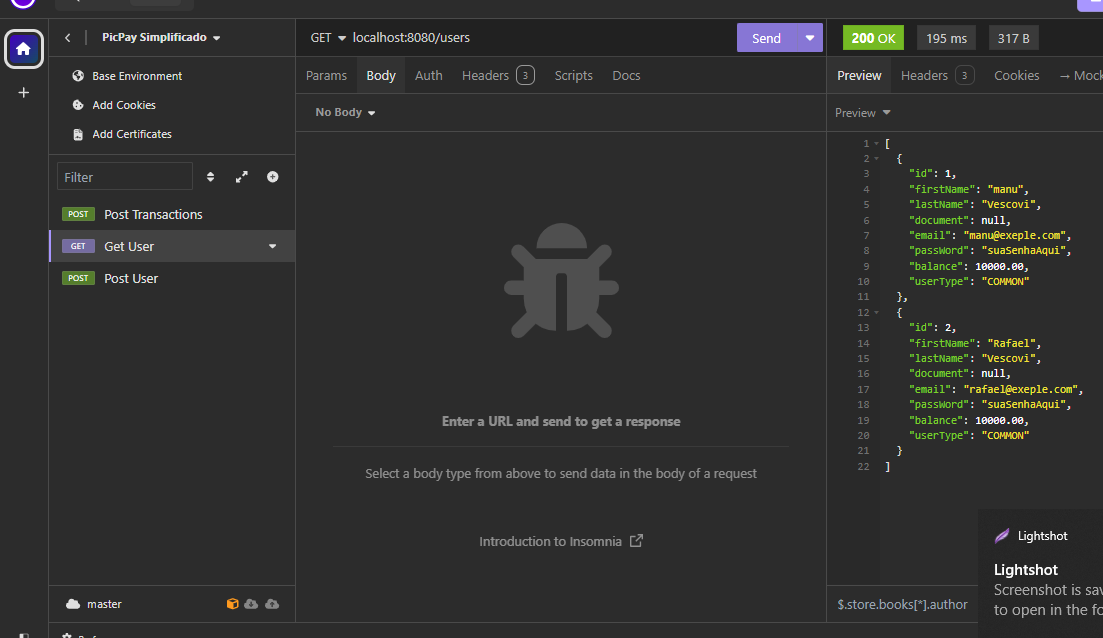 PicPay Simplificado
GET localhost:8080/users
Send
200 OK
195 ms
317 B
Base Environment
Add Cookies
Add Certificates
Filter
POST Post Transactions
GET Get User
POST Post User
master
Params
Body
Auth
Headers 3
Scripts
Docs
No Body
Enter a URL and send to get a response
Select a body type from above to send data in the body of a request
Introduction to Insomnia
Preview
Headers 3
Cookies
→ Mock
Preview
1 [
2 {
3 "id": 1,
4 "firstName": "manu",
5 "lastName": "Vescovi",
6 "document": null,
7 "email": "manu@exeple.com",
8 "passWord": "suaSenhaAqui",
9 "balance": 10000.00,
10 "userType": "COMMON"
11 },
12 {
13 "id": 2,
14 "firstName": "Rafael",
15 "lastName": "Vescovi",
16 "document": null,
17 "email": "rafael@exeple.com",
18 "passWord": "suaSenhaAqui",
19 "balance": 10000.00,
20 "userType": "COMMON"
21 }
22 ]
$.store.books[*].author
Lightshot
Lightshot
Screenshot is sav
to open in the fo